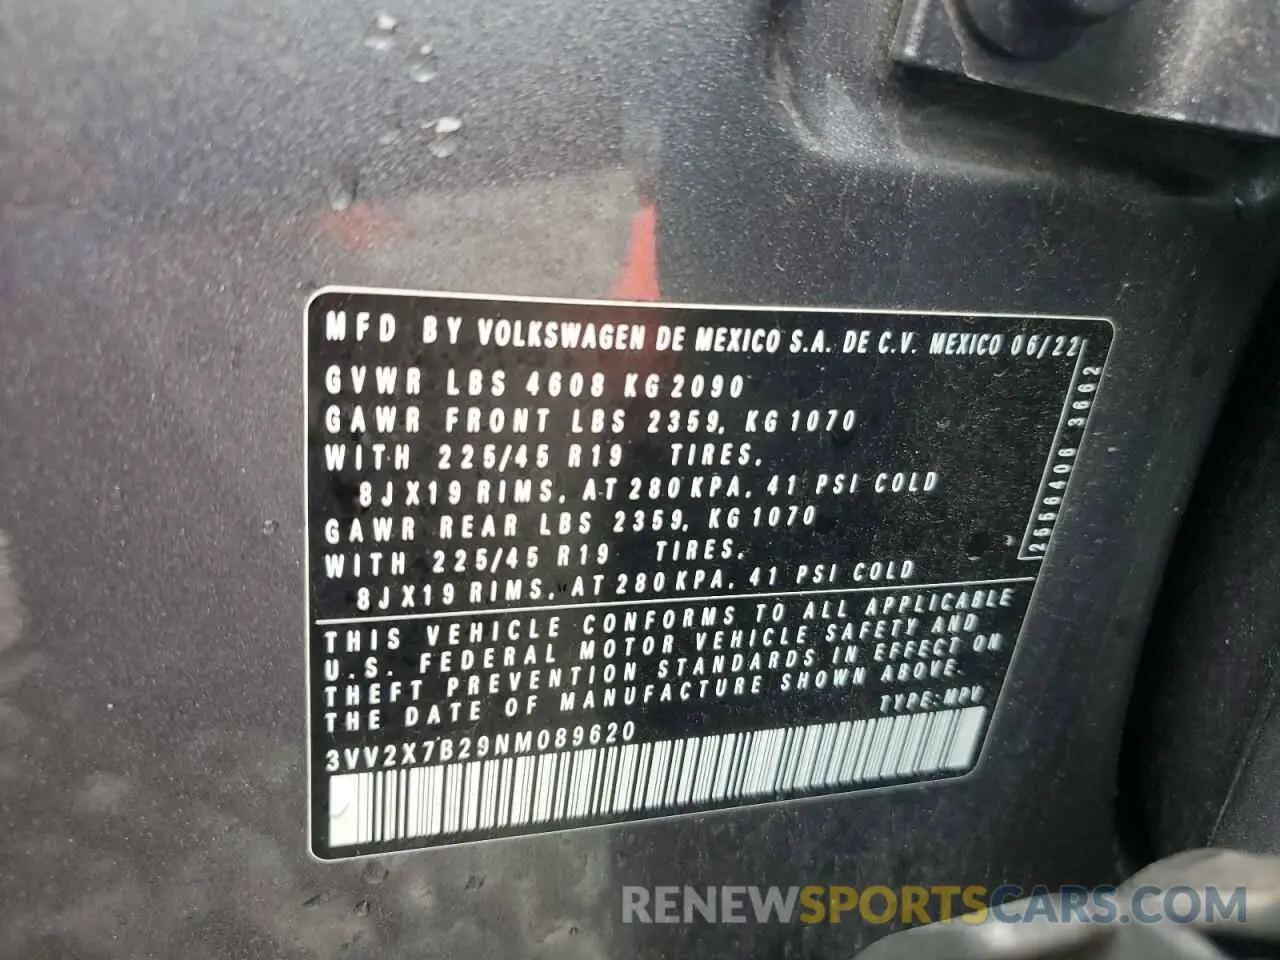 MFD BY VOLKSWAGEN DE MEXICO S.A. DE C.V. MEXICO 06/22
GVWR LBS 4608 KG 2090
GAWR FRONT LBS 2359, KG 1070
WITH 225/45 R19 TIRES,
8JX19 RIMS, AT 280 KPA, 41 PSI COLD
GAWR REAR LBS 2359, KG 1070
WITH 225/45 R19 TIRES,
8JX19 RIMS, AT 280 KPA, 41 PSI COLD
2656406 3662
THIS VEHICLE CONFORMS TO ALL APPLICABLE
U.S. FEDERAL MOTOR VEHICLE SAFETY AND
THEFT PREVENTION STANDARDS IN EFFECT ON
THE DATE OF MANUFACTURE SHOWN ABOVE.
TYPE: MPV
3VV2X7B29NM089620
RENEWSPORTSCARS.COM